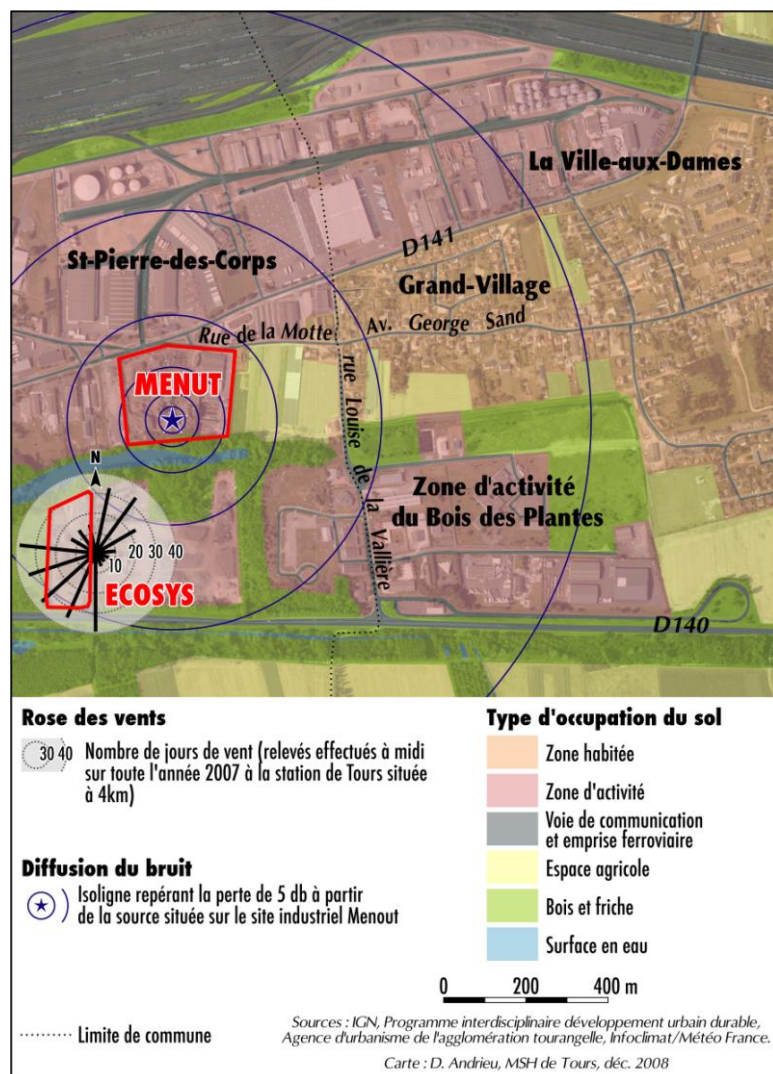 La Ville-aux-Dames
D141
St-Pierre-des-Corps
Grand-Village
Rue de la Motte
Av. George Sand
MENUT
rue Louise de la Vallière
N
Zone d'activité
du Bois des Plantes
10 20 30 40
ECOSYS
D140
Rose des vents
30 40
Nombre de jours de vent (relevés effectués à midi
sur toute l'année 2007 à la station de Tours située
à 4km)
Diffusion du bruit
Isoligne repérant la perte de 5 db à partir
de la source située sur le site industriel Menout
Limite de commune
Type d'occupation du sol
Zone habitée
Zone d'activité
Voie de communication
et emprise ferroviaire
Espace agricole
Bois et friche
Surface en eau
0 200 400 m
Sources : IGN, Programme interdisciplinaire développement urbain durable,
Agence d'urbanisme de l'agglomération tourangelle, Infoclimat/Météo France.
Carte : D. Andrieu, MSH de Tours, déc. 2008